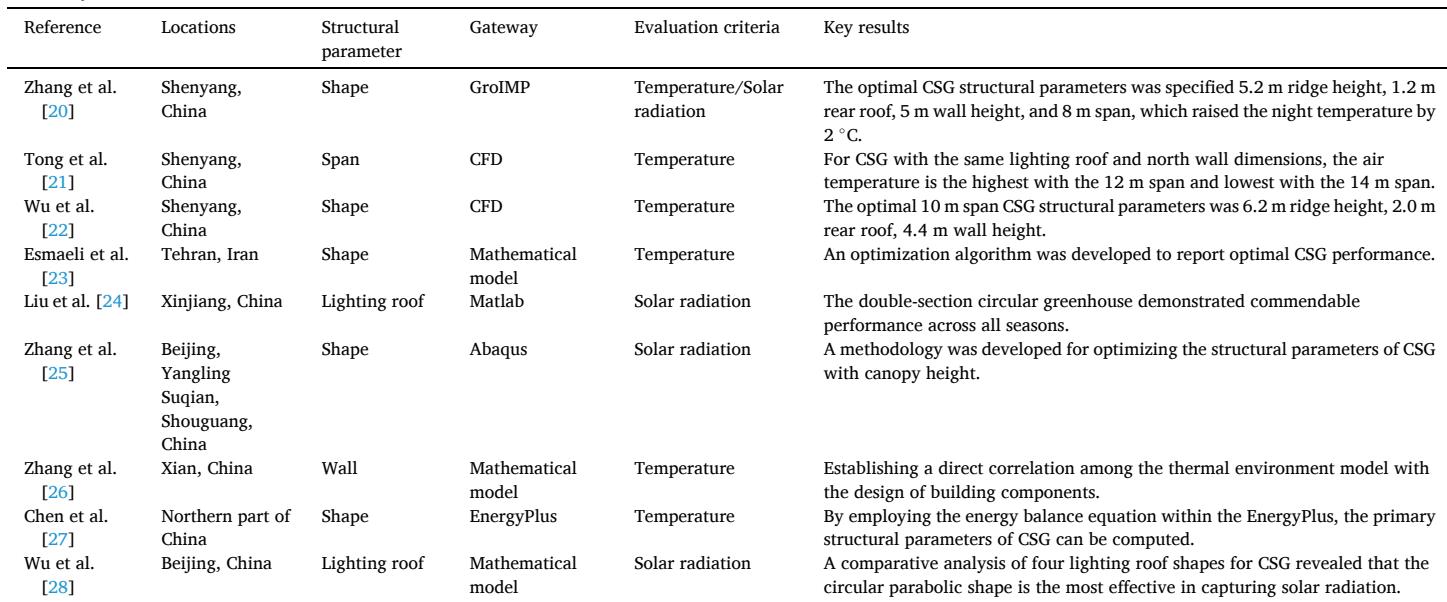 Reference Locations Structural parameter Gateway Evaluation criteria Key results
Zhang et al. [20] Shenyang, China Shape GroIMP Temperature/Solar radiation The optimal CSG structural parameters was specified 5.2 m ridge height, 1.2 m rear roof, 5 m wall height, and 8 m span, which raised the night temperature by 2 °C.
Tong et al. [21] Shenyang, China Span CFD Temperature For CSG with the same lighting roof and north wall dimensions, the air temperature is the highest with the 12 m span and lowest with the 14 m span.
Wu et al. [22] Shenyang, China Shape CFD Temperature The optimal 10 m span CSG structural parameters was 6.2 m ridge height, 2.0 m rear roof, 4.4 m wall height.
Esmaeli et al. [23] Tehran, Iran Shape Mathematical model Temperature An optimization algorithm was developed to report optimal CSG performance.
Liu et al. [24] Xinjiang, China Lighting roof Matlab Solar radiation The double-section circular greenhouse demonstrated commendable performance across all seasons.
Zhang et al. [25] Beijing, Yangling Suqian, Shouguang, China Shape Abaqus Solar radiation A methodology was developed for optimizing the structural parameters of CSG with canopy height.
Zhang et al. [26] Xian, China Wall Mathematical model Temperature Establishing a direct correlation among the thermal environment model with the design of building components.
Chen et al. [27] Northern part of China Shape EnergyPlus Temperature By employing the energy balance equation within the EnergyPlus, the primary structural parameters of CSG can be computed.
Wu et al. [28] Beijing, China Lighting roof Mathematical model Solar radiation A comparative analysis of four lighting roof shapes for CSG revealed that the circular parabolic shape is the most effective in capturing solar radiation.